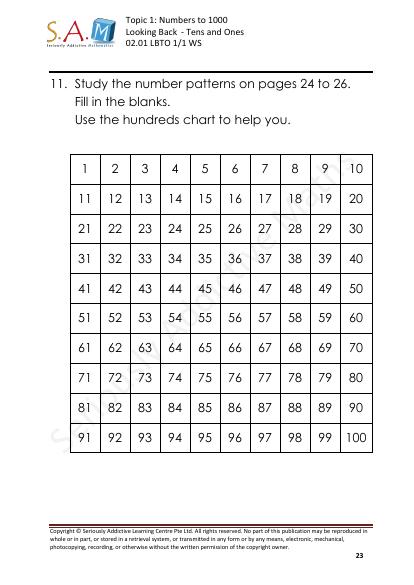 S.A.M
Seriously Addictive Mathematics
Topic 1: Numbers to 1000
Looking Back - Tens and Ones
02.01 LBTO 1/1 WS
11. Study the number patterns on pages 24 to 26.
Fill in the blanks.
Use the hundreds chart to help you.
1 2 3 4 5 6 7 8 9 10
11 12 13 14 15 16 17 18 19 20
21 22 23 24 25 26 27 28 29 30
31 32 33 34 35 36 37 38 39 40
41 42 43 44 45 46 47 48 49 50
51 52 53 54 55 56 57 58 59 60
61 62 63 64 65 66 67 68 69 70
71 72 73 74 75 76 77 78 79 80
81 82 83 84 85 86 87 88 89 90
91 92 93 94 95 96 97 98 99 100
Seriously Addictive Maths
Copyright © Seriously Addictive Learning Centre Pte Ltd. All rights reserved. No part of this publication may be reproduced in
whole or in part, or stored in a retrieval system, or transmitted in any form or by any means, electronic, mechanical,
photocopying, recording, or otherwise without the written permission of the copyright owner.
23